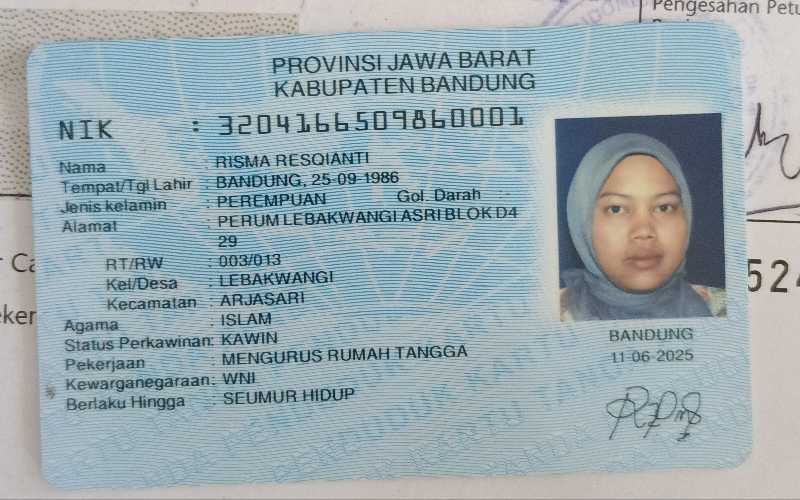 Pengesahan Petu
PROVINSI JAWA BARAT
KABUPATEN BANDUNG
NIK : 3204166509860001
Nama : RISMA RESQIANTI
Tempat/Tgl Lahir : BANDUNG, 25-09-1986
Jenis kelamin : PEREMPUAN Gol. Darah : -
Alamat : PERUM LEBAKWANGI ASRI BLOK D4
29
RT/RW : 003/013
Kel/Desa : LEBAKWANGI
Kecamatan : ARJASARI
Agama : ISLAM
Status Perkawinan: KAWIN
Pekerjaan : MENGURUS RUMAH TANGGA
Kewarganegaraan: WNI
Berlaku Hingga : SEUMUR HIDUP
BANDUNG
11-06-2025
524